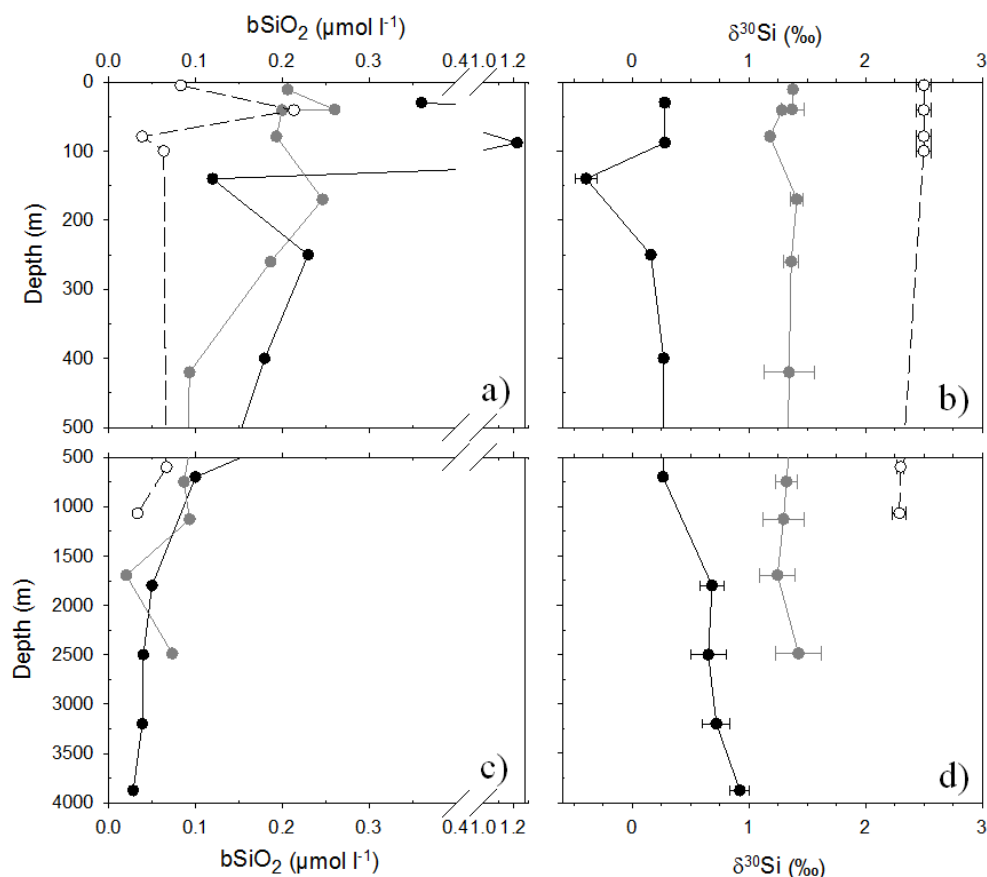 bSiO₂ (µmol l⁻¹)
δ³⁰Si (‰)
0 0.1 0.2 0.3 0.4 1.0 1.2
0 1 2 3
0
100
200
300
400
500
Depth (m)
a)
b)
500
1000
1500
2000
2500
3000
3500
4000
Depth (m)
c)
d)
0 0.1 0.2 0.3 0.4 1.0 1.2
0 1 2 3
bSiO₂ (µmol l⁻¹)
δ³⁰Si (‰)